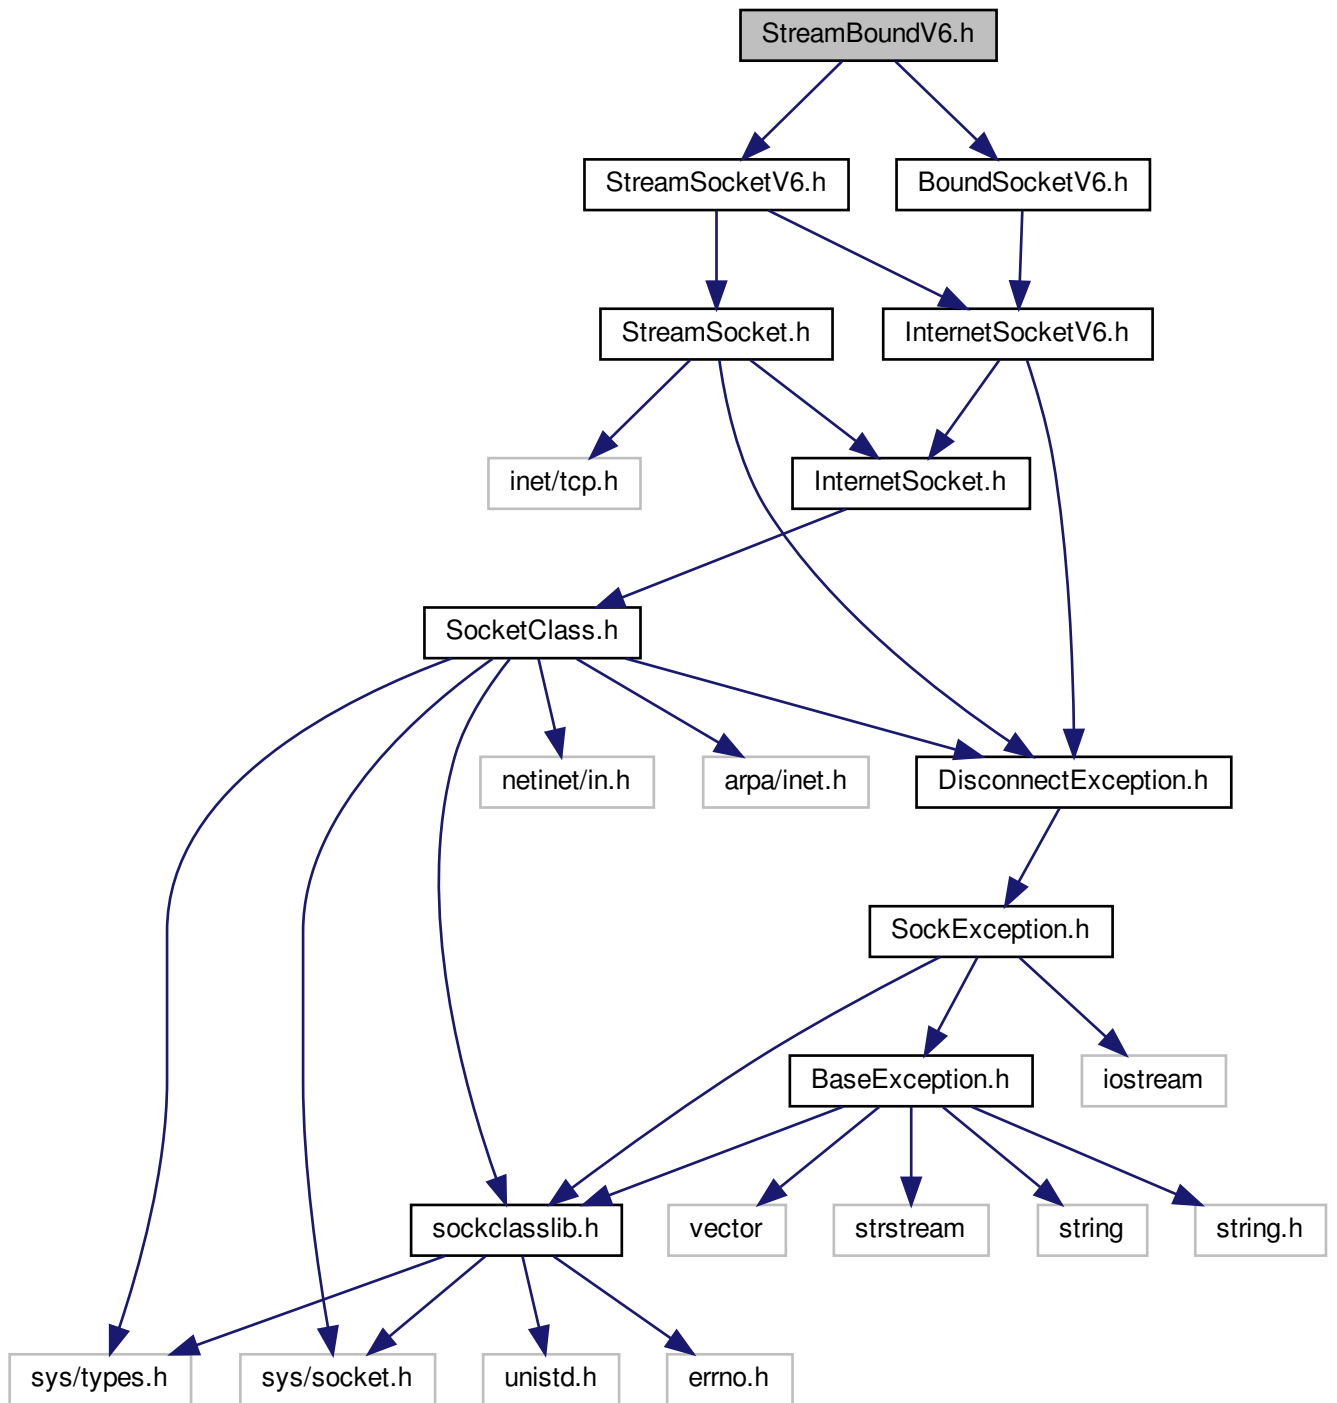 StreamBoundV6.h
StreamSocketV6.h
BoundSocketV6.h
StreamSocket.h
InternetSocketV6.h
inet/tcp.h
InternetSocket.h
SocketClass.h
netinet/in.h
arpa/inet.h
DisconnectException.h
SockException.h
BaseException.h
iostream
sockclasslib.h
vector
strstream
string
string.h
sys/types.h
sys/socket.h
unistd.h
errno.h